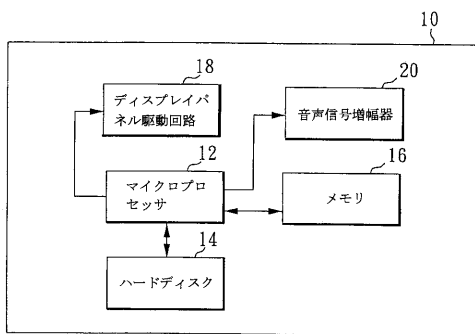 10
18
ディスプレイパ
ネル駆動回路
20
音声信号増幅器
12
マイクロプロ
セッサ
16
メモリ
14
ハードディスク